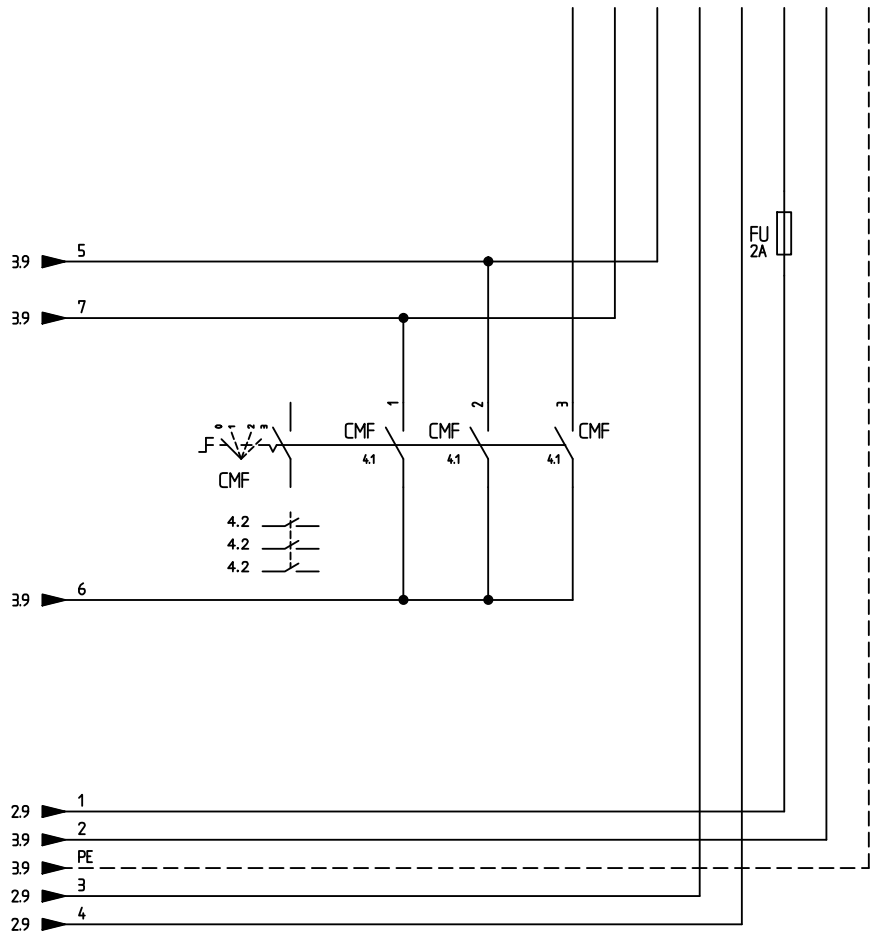 FU
2A
3.9 5
3.9 7
1 2 3
0 1 2 3
CMF CMF CMF
4.1 4.1 4.1
CMF
4.2
4.2
4.2
3.9 6
2.9 1
3.9 2
3.9 PE
2.9 3
2.9 4